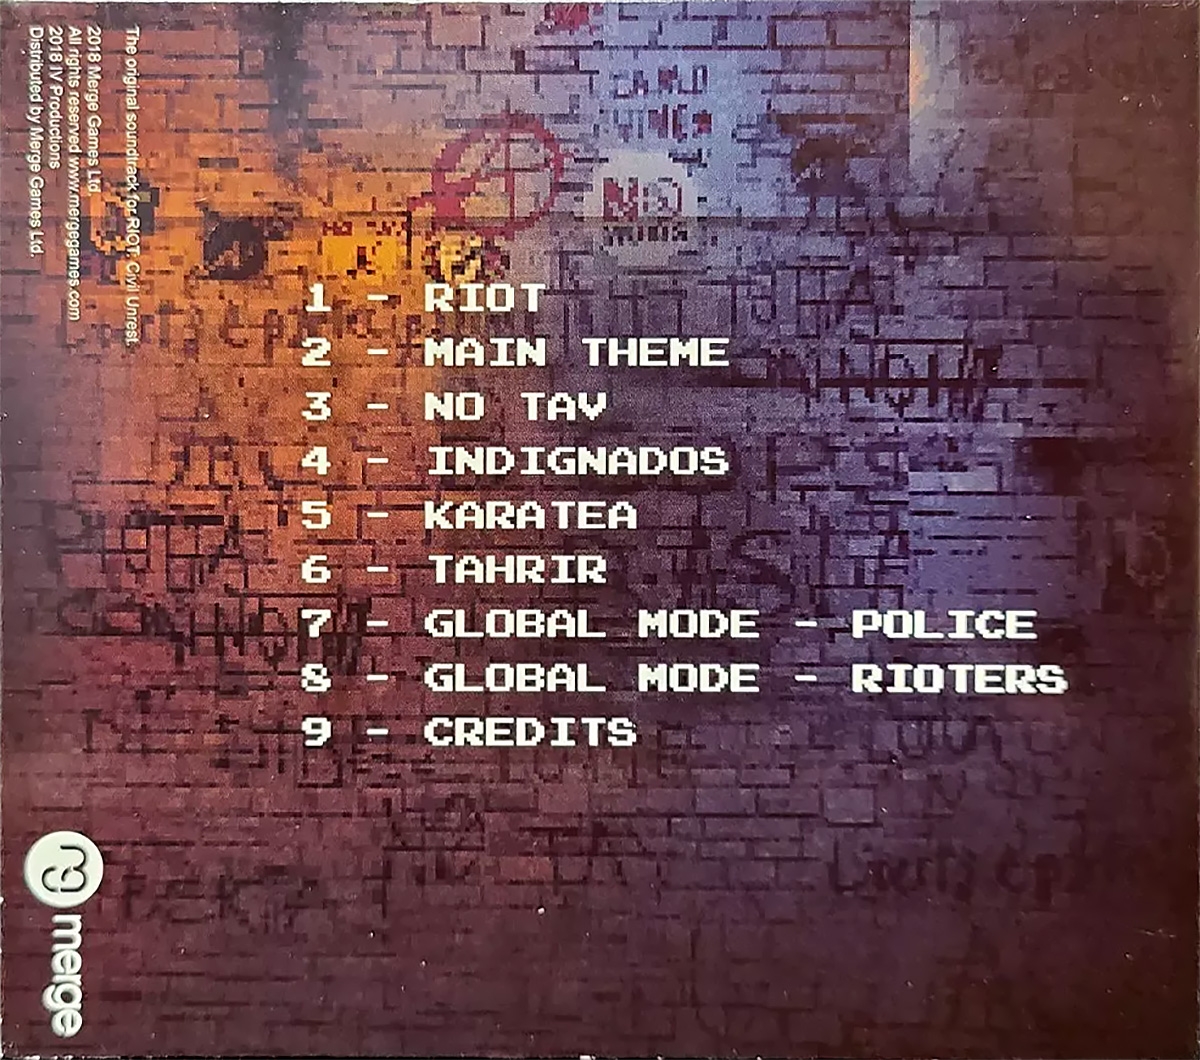 The original soundtrack for RIOT: Civil Unrest.
2018 Merge Games Ltd
All rights reserved www.mergegames.com
2018 IV Productions
Distributed by Merge Games Ltd.
NO
1 - RIOT
2 - MAIN THEME
3 - NO TAV
4 - INDIGNADOS
5 - KARATEA
6 - TAHRIR
7 - GLOBAL MODE - POLICE
8 - GLOBAL MODE - RIOTERS
9 - CREDITS
merge